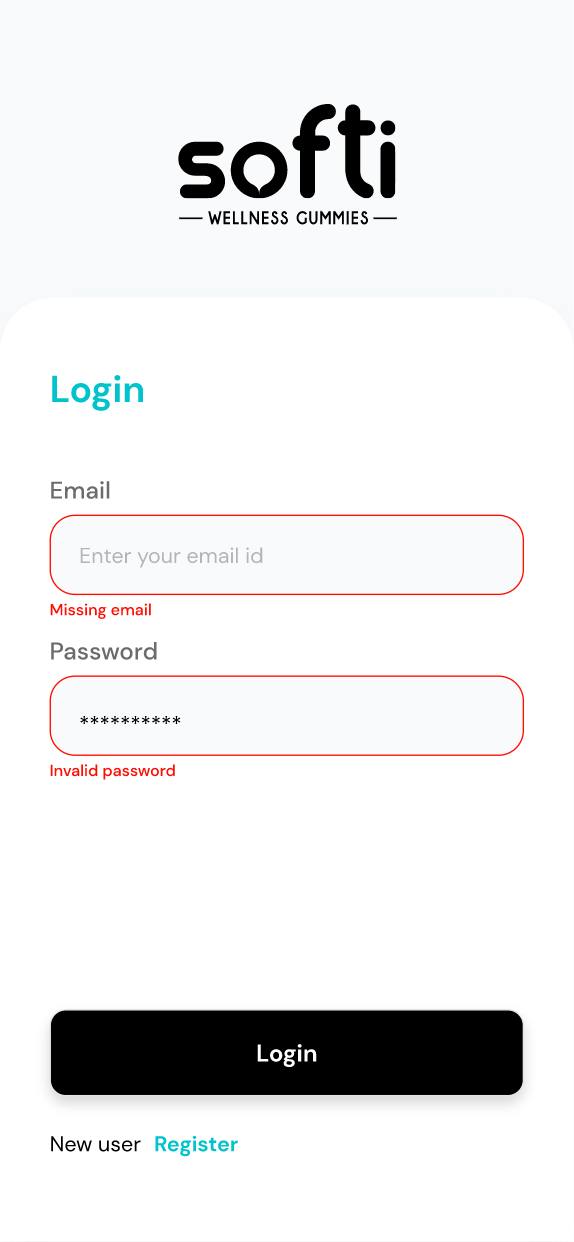 softi
WELLNESS GUMMIES
Login
Email
Enter your email id
Missing email
Password
**********
Invalid password
Login
New user Register